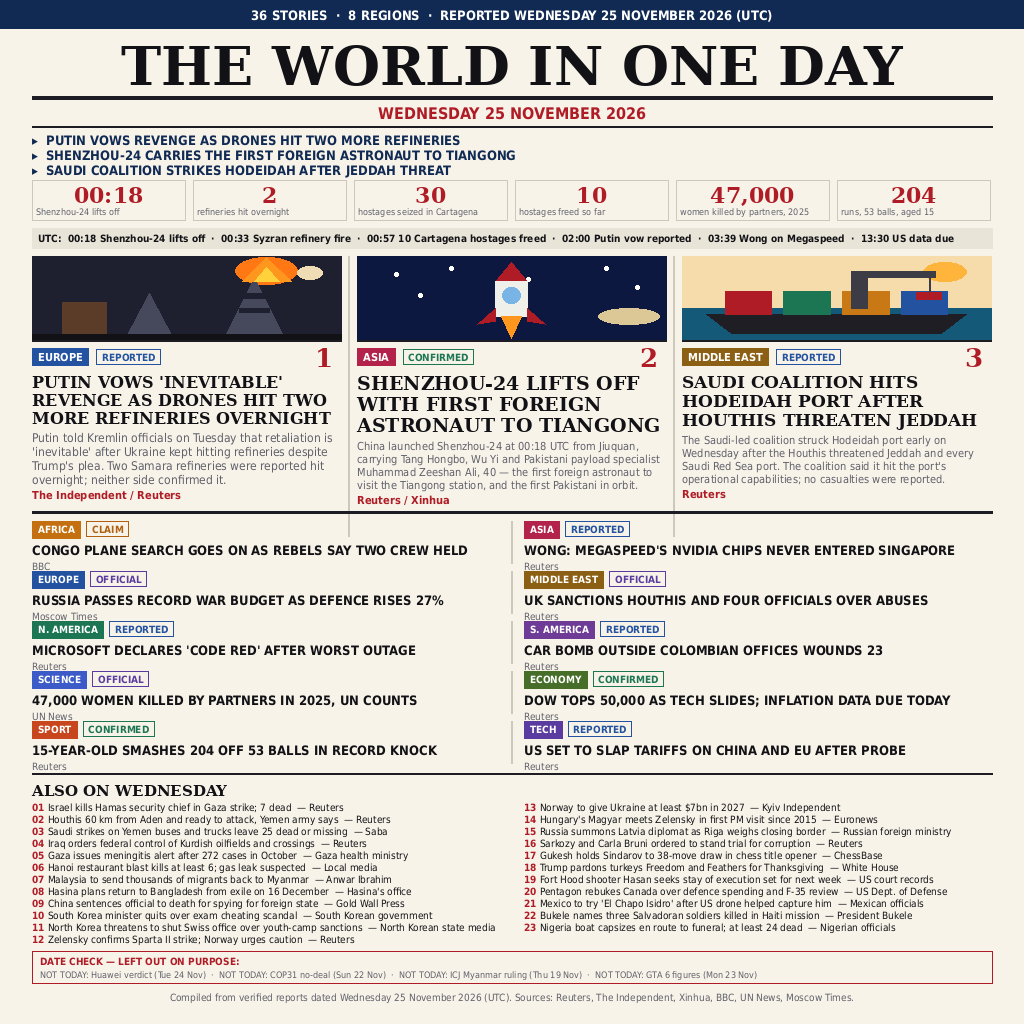 36 STORIES · 8 REGIONS · REPORTED WEDNESDAY 25 NOVEMBER 2026 (UTC)
THE WORLD IN ONE DAY
WEDNESDAY 25 NOVEMBER 2026
▸ PUTIN VOWS REVENGE AS DRONES HIT TWO MORE REFINERIES
▸ SHENZHOU-24 CARRIES THE FIRST FOREIGN ASTRONAUT TO TIANGONG
▸ SAUDI COALITION STRIKES HODEIDAH AFTER JEDDAH THREAT
00:18
Shenzhou-24 lifts off
2
refineries hit overnight
30
hostages seized in Cartagena
10
hostages freed so far
47,000
women killed by partners, 2025
204
runs, 53 balls, aged 15
UTC: 00:18 Shenzhou-24 lifts off · 00:33 Syzran refinery fire · 00:57 10 Cartagena hostages freed · 02:00 Putin vow reported · 03:39 Wong on Megaspeed · 13:30 US data due
EUROPE REPORTED 1
PUTIN VOWS 'INEVITABLE'
REVENGE AS DRONES HIT TWO
MORE REFINERIES OVERNIGHT
Putin told Kremlin officials on Tuesday that retaliation is
'inevitable' after Ukraine kept hitting refineries despite
Trump's plea. Two Samara refineries were reported hit
overnight; neither side confirmed it.
The Independent / Reuters
ASIA CONFIRMED 2
SHENZHOU-24 LIFTS OFF
WITH FIRST FOREIGN
ASTRONAUT TO TIANGONG
China launched Shenzhou-24 at 00:18 UTC from Jiuquan,
carrying Tang Hongbo, Wu Yi and Pakistani payload specialist
Muhammad Zeeshan Ali, 40 — the first foreign astronaut to
visit the Tiangong station, and the first Pakistani in orbit.
Reuters / Xinhua
MIDDLE EAST REPORTED 3
SAUDI COALITION HITS
HODEIDAH PORT AFTER
HOUTHIS THREATEN JEDDAH
The Saudi-led coalition struck Hodeidah port early on
Wednesday after the Houthis threatened Jeddah and every
Saudi Red Sea port. The coalition said it hit the port's
operational capabilities; no casualties were reported.
Reuters
AFRICA CLAIM
CONGO PLANE SEARCH GOES ON AS REBELS SAY TWO CREW HELD
BBC
EUROPE OFFICIAL
RUSSIA PASSES RECORD WAR BUDGET AS DEFENCE RISES 27%
Moscow Times
N. AMERICA REPORTED
MICROSOFT DECLARES 'CODE RED' AFTER WORST OUTAGE
Reuters
SCIENCE OFFICIAL
47,000 WOMEN KILLED BY PARTNERS IN 2025, UN COUNTS
UN News
SPORT CONFIRMED
15-YEAR-OLD SMASHES 204 OFF 53 BALLS IN RECORD KNOCK
Reuters
ASIA REPORTED
WONG: MEGASPEED'S NVIDIA CHIPS NEVER ENTERED SINGAPORE
Reuters
MIDDLE EAST OFFICIAL
UK SANCTIONS HOUTHIS AND FOUR OFFICIALS OVER ABUSES
Reuters
S. AMERICA REPORTED
CAR BOMB OUTSIDE COLOMBIAN OFFICES WOUNDS 23
Reuters
ECONOMY CONFIRMED
DOW TOPS 50,000 AS TECH SLIDES; INFLATION DATA DUE TODAY
Reuters
TECH REPORTED
US SET TO SLAP TARIFFS ON CHINA AND EU AFTER PROBE
Reuters
ALSO ON WEDNESDAY
01 Israel kills Hamas security chief in Gaza strike; 7 dead — Reuters
02 Houthis 60 km from Aden and ready to attack, Yemen army says — Reuters
03 Saudi strikes on Yemen buses and trucks leave 25 dead or missing — Saba
04 Iraq orders federal control of Kurdish oilfields and crossings — Reuters
05 Gaza issues meningitis alert after 272 cases in October — Gaza health ministry
06 Hanoi restaurant blast kills at least 6; gas leak suspected — Local media
07 Malaysia to send thousands of migrants back to Myanmar — Anwar Ibrahim
08 Hasina plans return to Bangladesh from exile on 16 December — Hasina's office
09 China sentences official to death for spying for foreign state — Gold Wall Press
10 South Korea minister quits over exam cheating scandal — South Korean government
11 North Korea threatens to shut Swiss office over youth-camp sanctions — North Korean state media
12 Zelensky confirms Sparta II strike; Norway urges caution — Reuters
13 Norway to give Ukraine at least $7bn in 2027 — Kyiv Independent
14 Hungary's Magyar meets Zelensky in first PM visit since 2015 — Euronews
15 Russia summons Latvia diplomat as Riga weighs closing border — Russian foreign ministry
16 Sarkozy and Carla Bruni ordered to stand trial for corruption — Reuters
17 Gukesh holds Sindarov to 38-move draw in chess title opener — ChessBase
18 Trump pardons turkeys Freedom and Feathers for Thanksgiving — White House
19 Fort Hood shooter Hasan seeks stay of execution set for next week — US court records
20 Pentagon rebukes Canada over defence spending and F-35 review — US Dept. of Defense
21 Mexico to try 'El Chapo Isidro' after US drone helped capture him — Mexican officials
22 Bukele names three Salvadoran soldiers killed in Haiti mission — President Bukele
23 Nigeria boat capsizes en route to funeral; at least 24 dead — Nigerian officials
DATE CHECK — LEFT OUT ON PURPOSE:
NOT TODAY: Huawei verdict (Tue 24 Nov) · NOT TODAY: COP31 no-deal (Sun 22 Nov) · NOT TODAY: ICJ Myanmar ruling (Thu 19 Nov) · NOT TODAY: GTA 6 figures (Mon 23 Nov)
Compiled from verified reports dated Wednesday 25 November 2026 (UTC). Sources: Reuters, The Independent, Xinhua, BBC, UN News, Moscow Times.